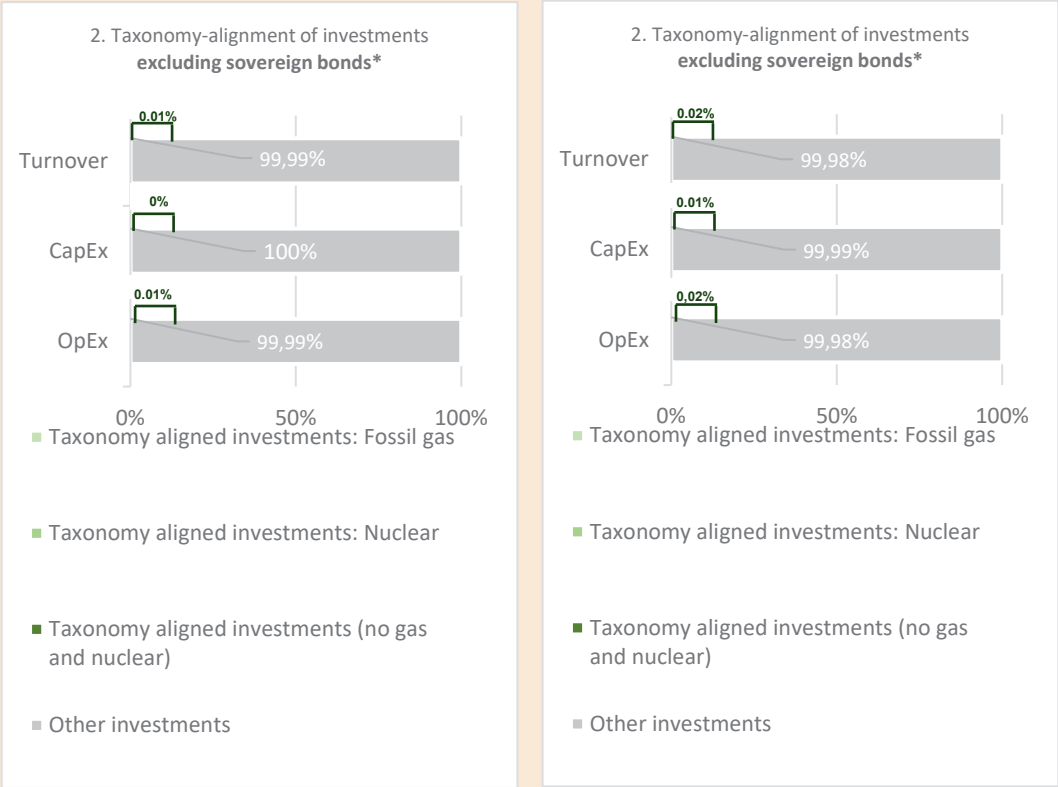 2. Taxonomy-alignment of investments
excluding sovereign bonds*
0.01%
Turnover
99,99%
0%
CapEx
100%
0.01%
OpEx
99,99%
0%
50%
100%
Taxonomy aligned investments: Fossil gas
Taxonomy aligned investments: Nuclear
Taxonomy aligned investments (no gas
and nuclear)
Other investments
2. Taxonomy-alignment of investments
excluding sovereign bonds*
0.02%
Turnover
99,98%
0.01%
CapEx
99,99%
0,02%
OpEx
99,98%
0%
50%
100%
Taxonomy aligned investments: Fossil gas
Taxonomy aligned investments: Nuclear
Taxonomy aligned investments (no gas
and nuclear)
Other investments